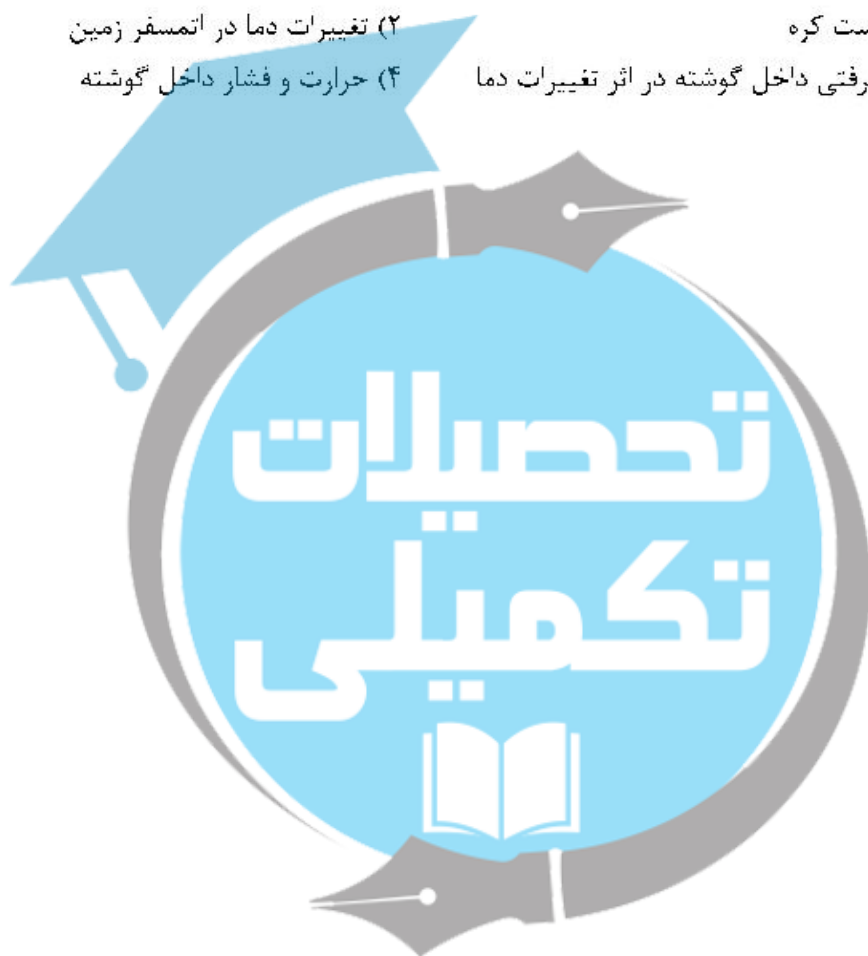 ست کره ۲) تغییرات دما در اتمسفر زمین
رفتی داخل گوشته در اثر تغییرات دما ۴) حرارت و فشار داخل گوشته
تحصیلات
تکمیلی